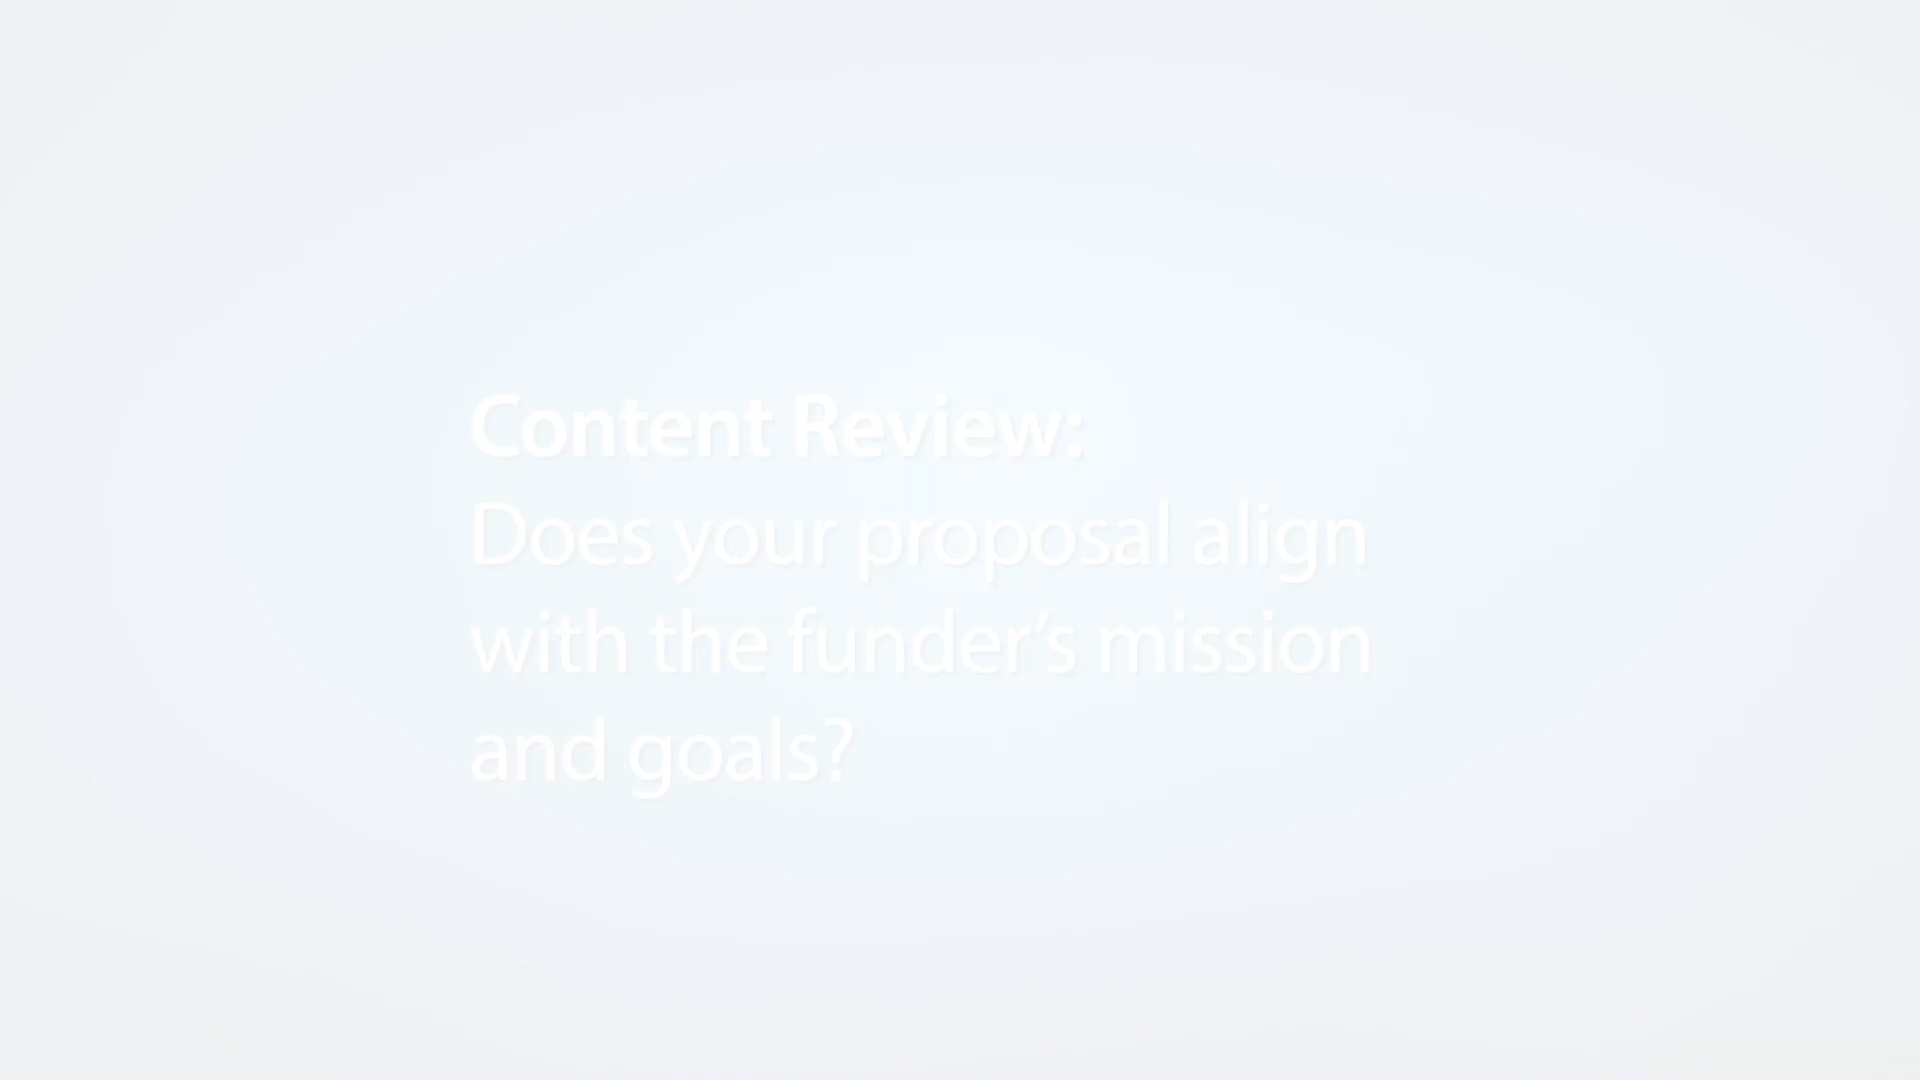 Content Review:
Does your proposal align
with the funder’s mission
and goals?